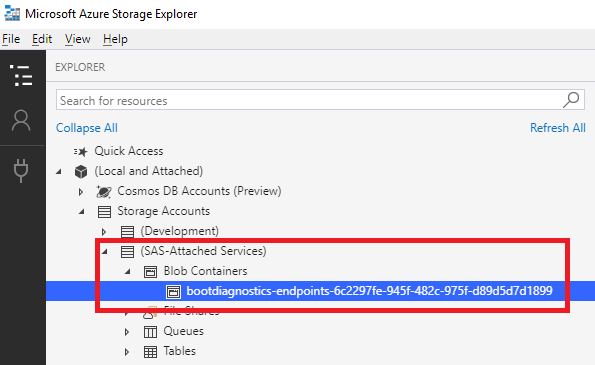 Microsoft Azure Storage Explorer
File Edit View Help
EXPLORER
Search for resources
Collapse All Refresh All
Quick Access
(Local and Attached)
Cosmos DB Accounts (Preview)
Storage Accounts
(Development)
(SAS-Attached Services)
Blob Containers
bootdiagnostics-endpoints-6c2297fe-945f-482c-975f-d89d5d7d1899
File Shares
Queues
Tables